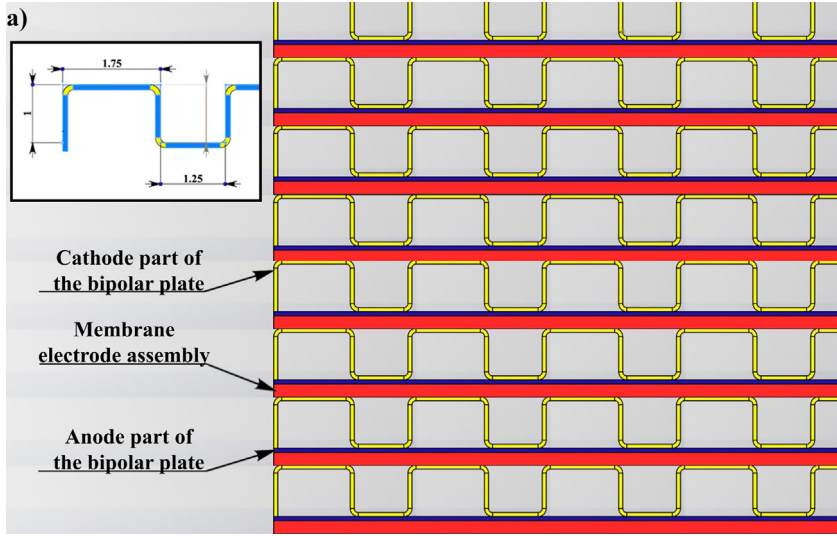 a)
1.75
1
1.25
Cathode part of
the bipolar plate
Membrane
electrode assembly
Anode part of
the bipolar plate